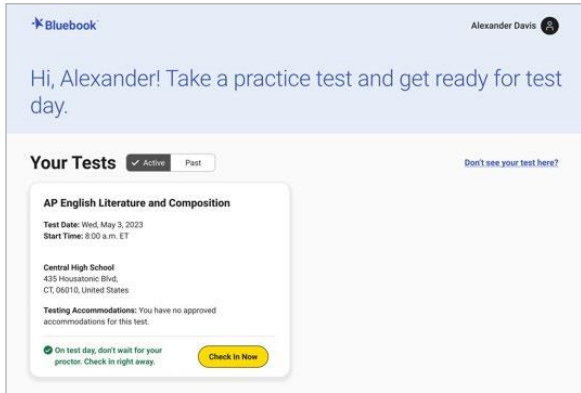 Bluebook
Alexander Davis
Hi, Alexander! Take a practice test and get ready for test
day.
Your Tests
Active
Past
Don't see your test here?
AP English Literature and Composition
Test Date: Wed, May 3, 2023
Start Time: 8:00 a.m. ET
Central High School
435 Housatonic Blvd,
CT, 06010, United States
Testing Accommodations: You have no approved
accommodations for this test.
On test day, don't wait for your
proctor. Check in right away.
Check In Now